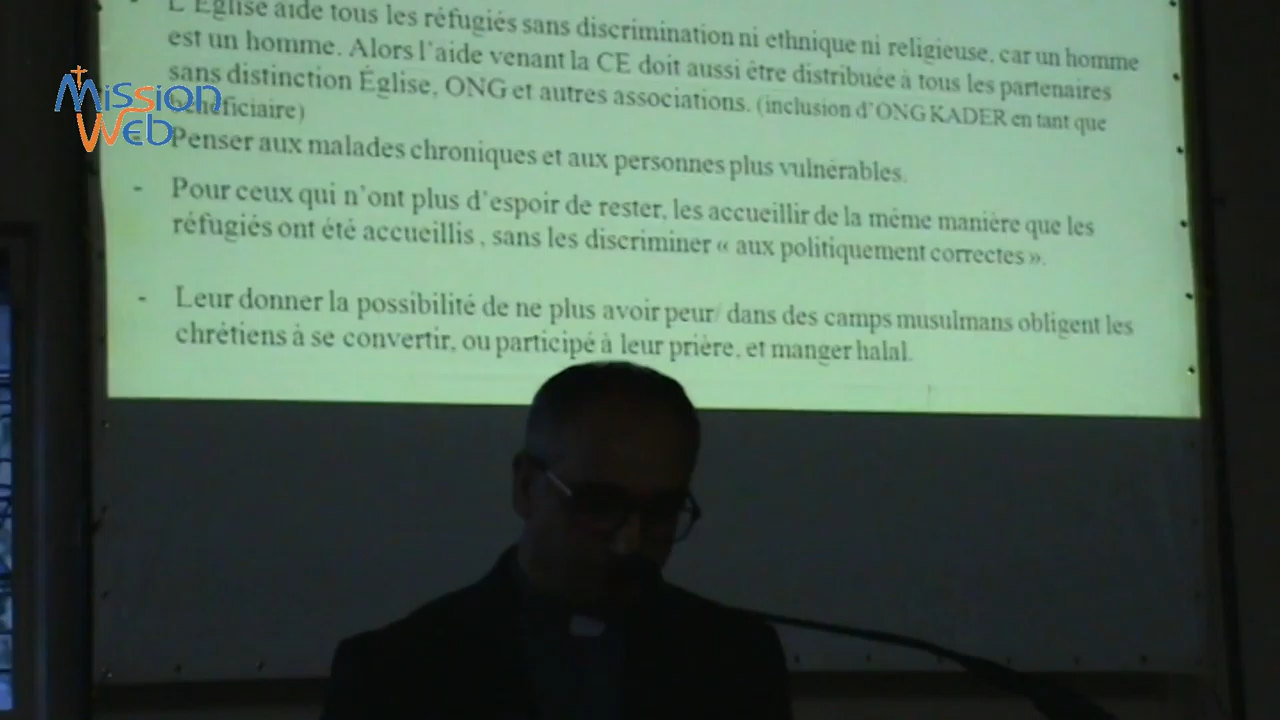 L'Église aide tous les réfugiés sans discrimination ni ethnique ni religieuse, car un homme
est un homme. Alors l'aide venant la CE doit aussi être distribuée à tous les partenaires
sans distinction Église, ONG et autres associations. (inclusion d'ONG KADER en tant que
bénéficiaire)
Mission
Web
Penser aux malades chroniques et aux personnes plus vulnérables.
- Pour ceux qui n'ont plus d'espoir de rester, les accueillir de la même manière que les
réfugiés ont été accueillis , sans les discriminer « aux politiquement correctes ».
- Leur donner la possibilité de ne plus avoir peur/ dans des camps musulmans obligent les
chrétiens à se convertir, ou participé à leur prière, et manger halal.